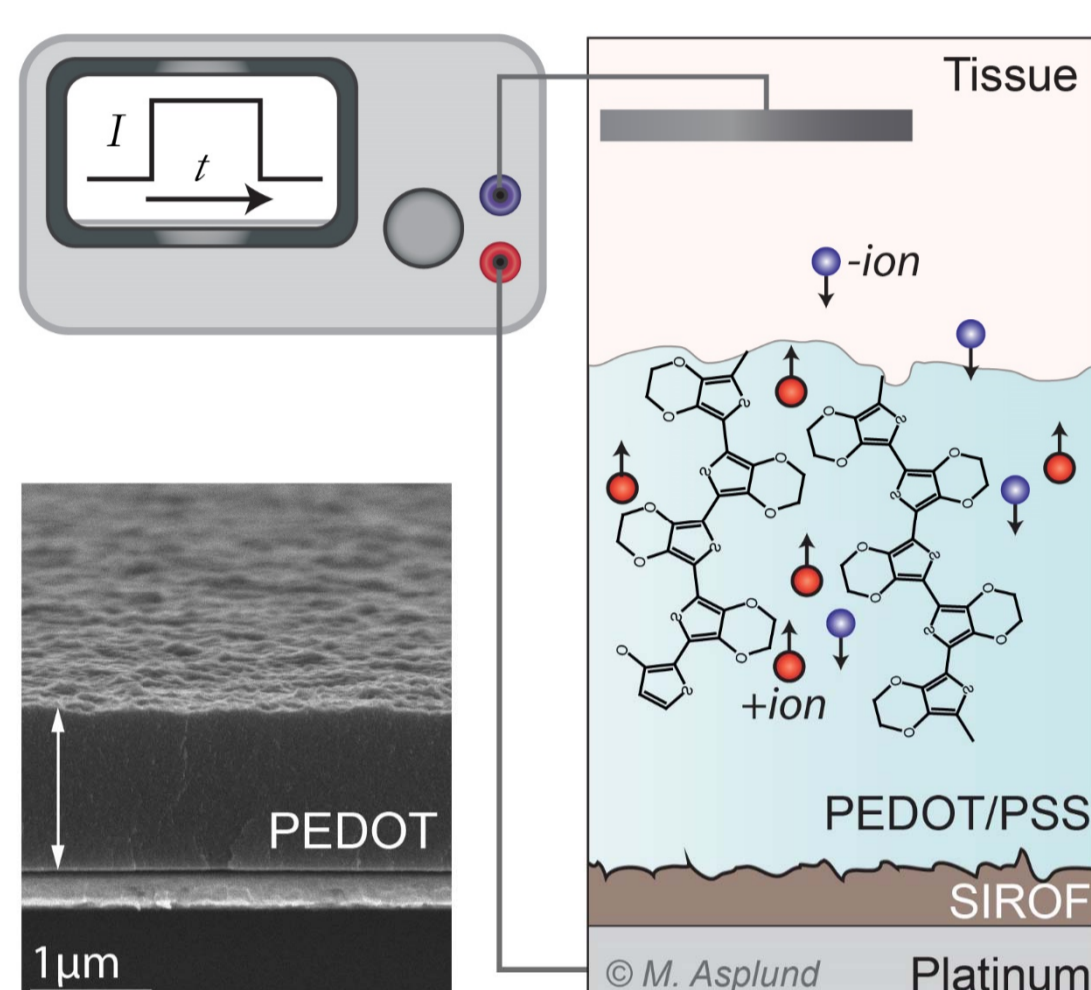 I
t
Tissue
-ion
+ion
PEDOT
PEDOT/PSS
SIROF
1µm
© M. Asplund
Platinum